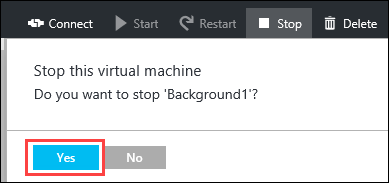 Connect Start Restart Stop Delete
Stop this virtual machine
Do you want to stop 'Background1'?
Yes No